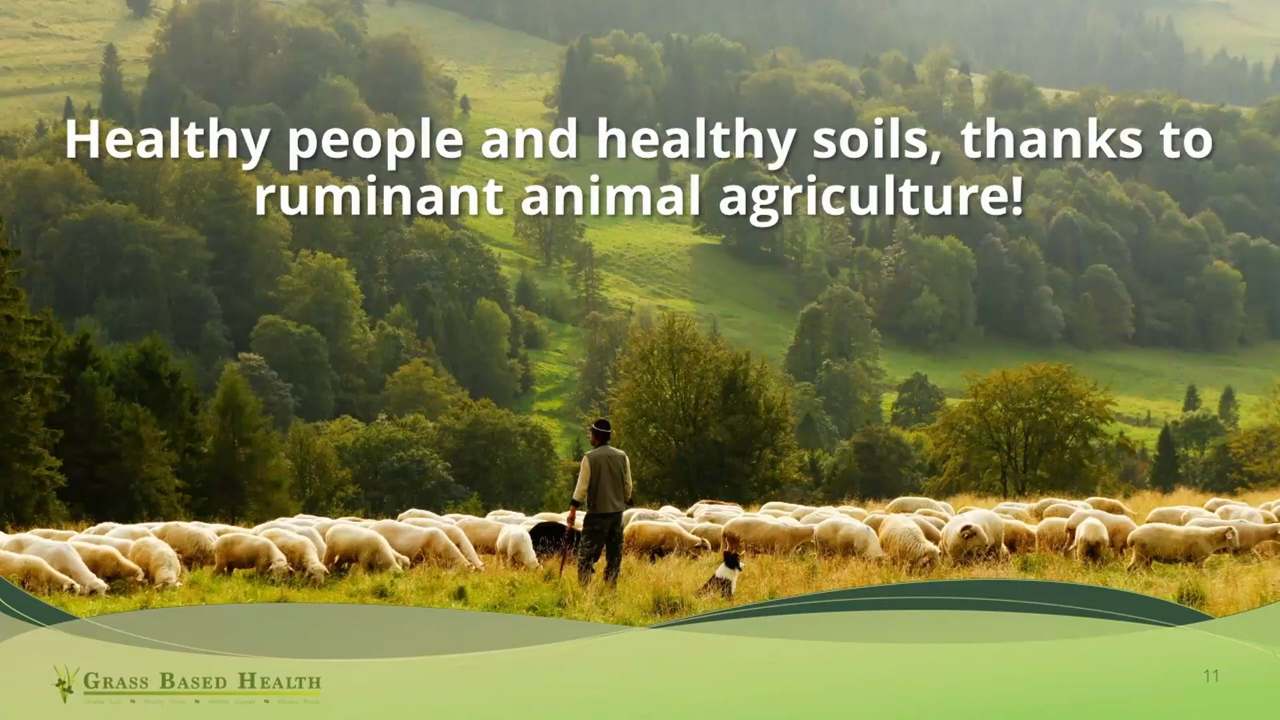 Healthy people and healthy soils, thanks to
ruminant animal agriculture!
GRASS BASED HEALTH
11